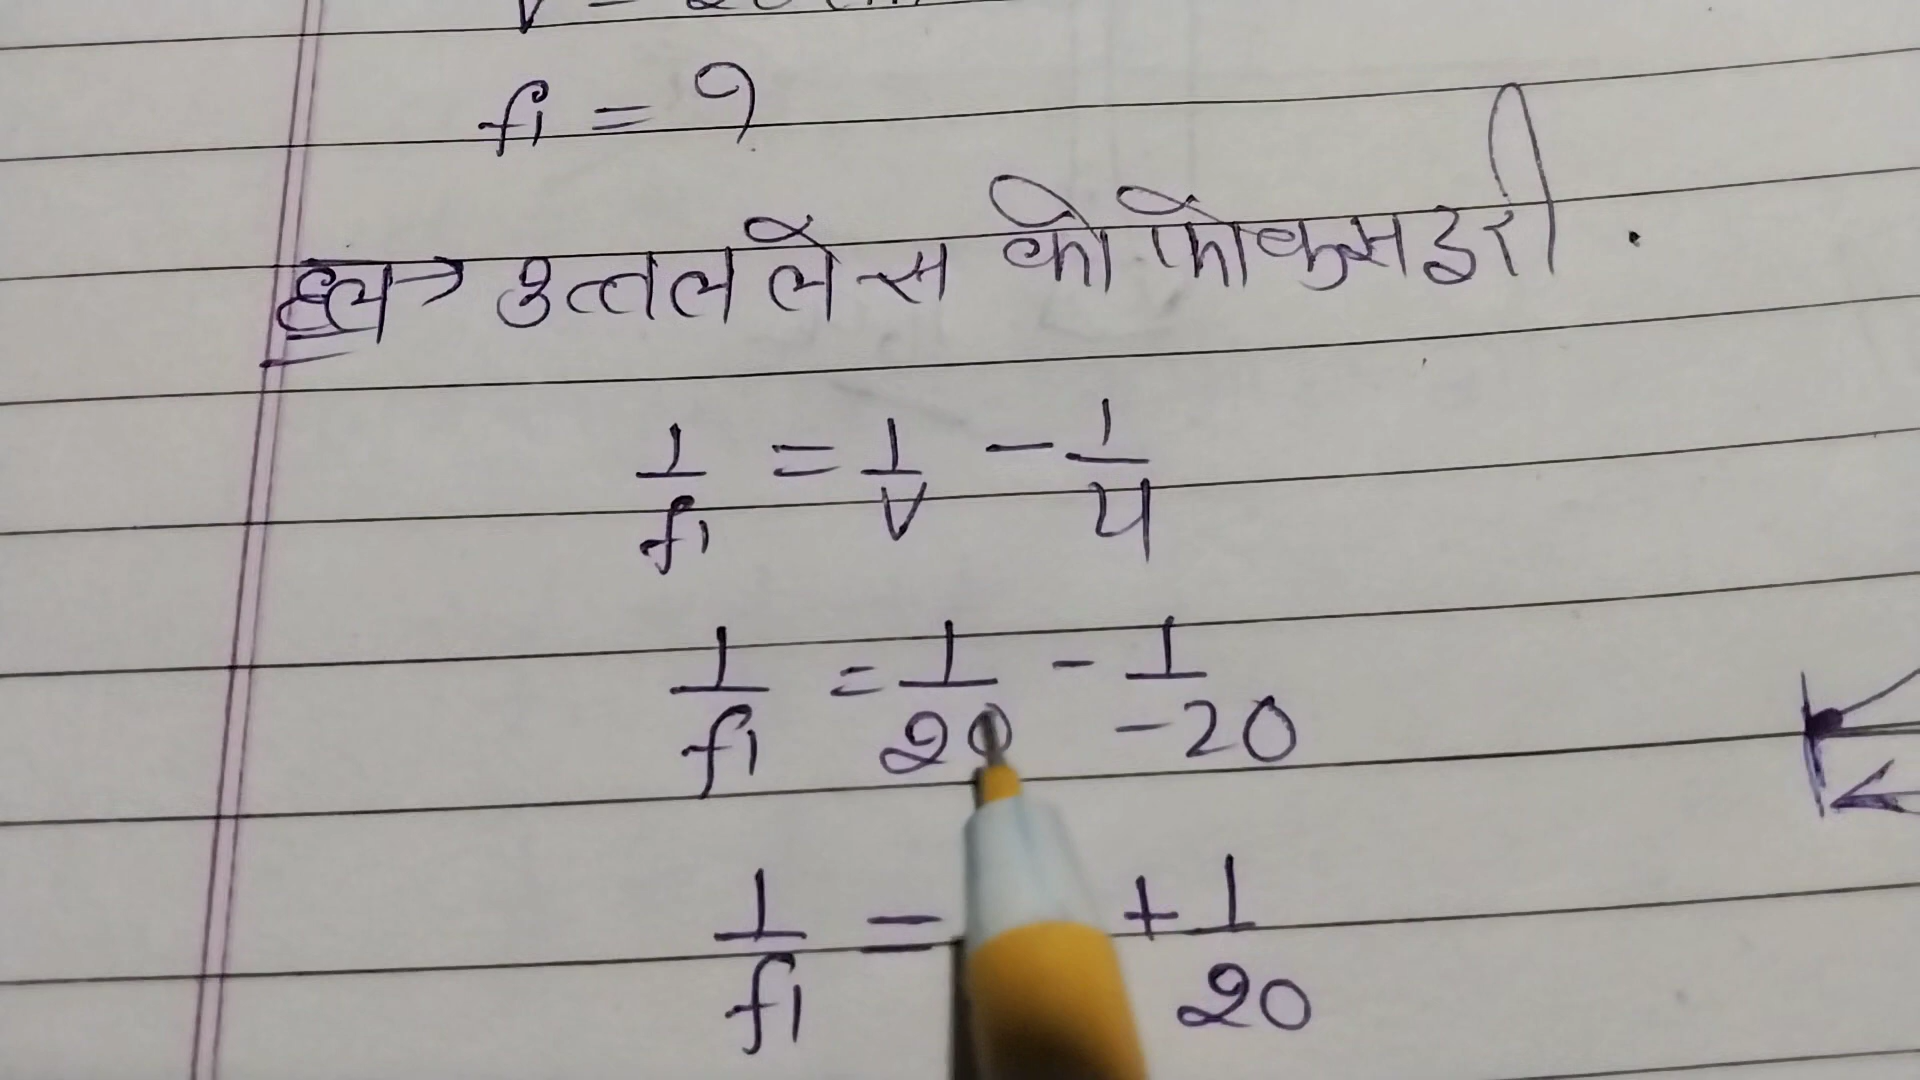 f1 = ?
हल → उत्तल लेंस की फोकस दूरी .
1/f1 = 1/v - 1/u
1/f1 = 1/20 - 1/-20
1/f1 = + 1/20